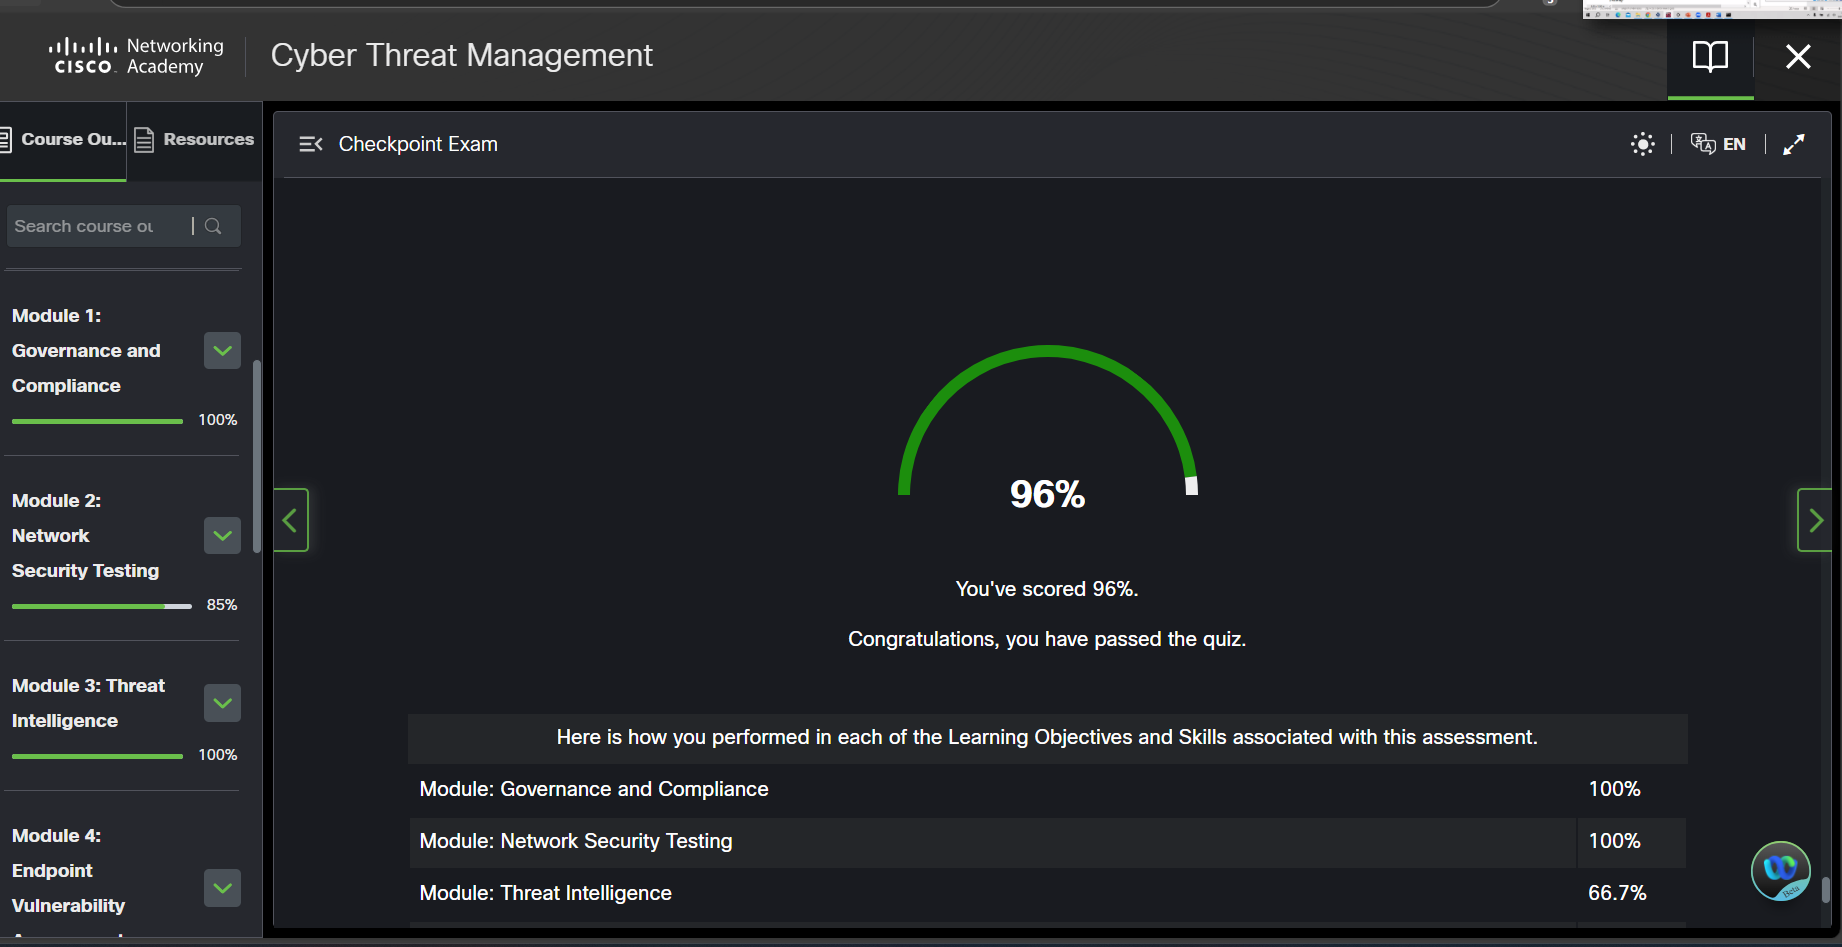 Networking
CISCO Academy
Cyber Threat Management
Course Ou...
Resources
Checkpoint Exam
EN
Search course ou
Module 1:
Governance and
Compliance
100%
Module 2:
Network
Security Testing
85%
Module 3: Threat
Intelligence
100%
Module 4:
Endpoint
Vulnerability
96%
You've scored 96%.
Congratulations, you have passed the quiz.
Here is how you performed in each of the Learning Objectives and Skills associated with this assessment.
Module: Governance and Compliance 100%
Module: Network Security Testing 100%
Module: Threat Intelligence 66.7%
Beta